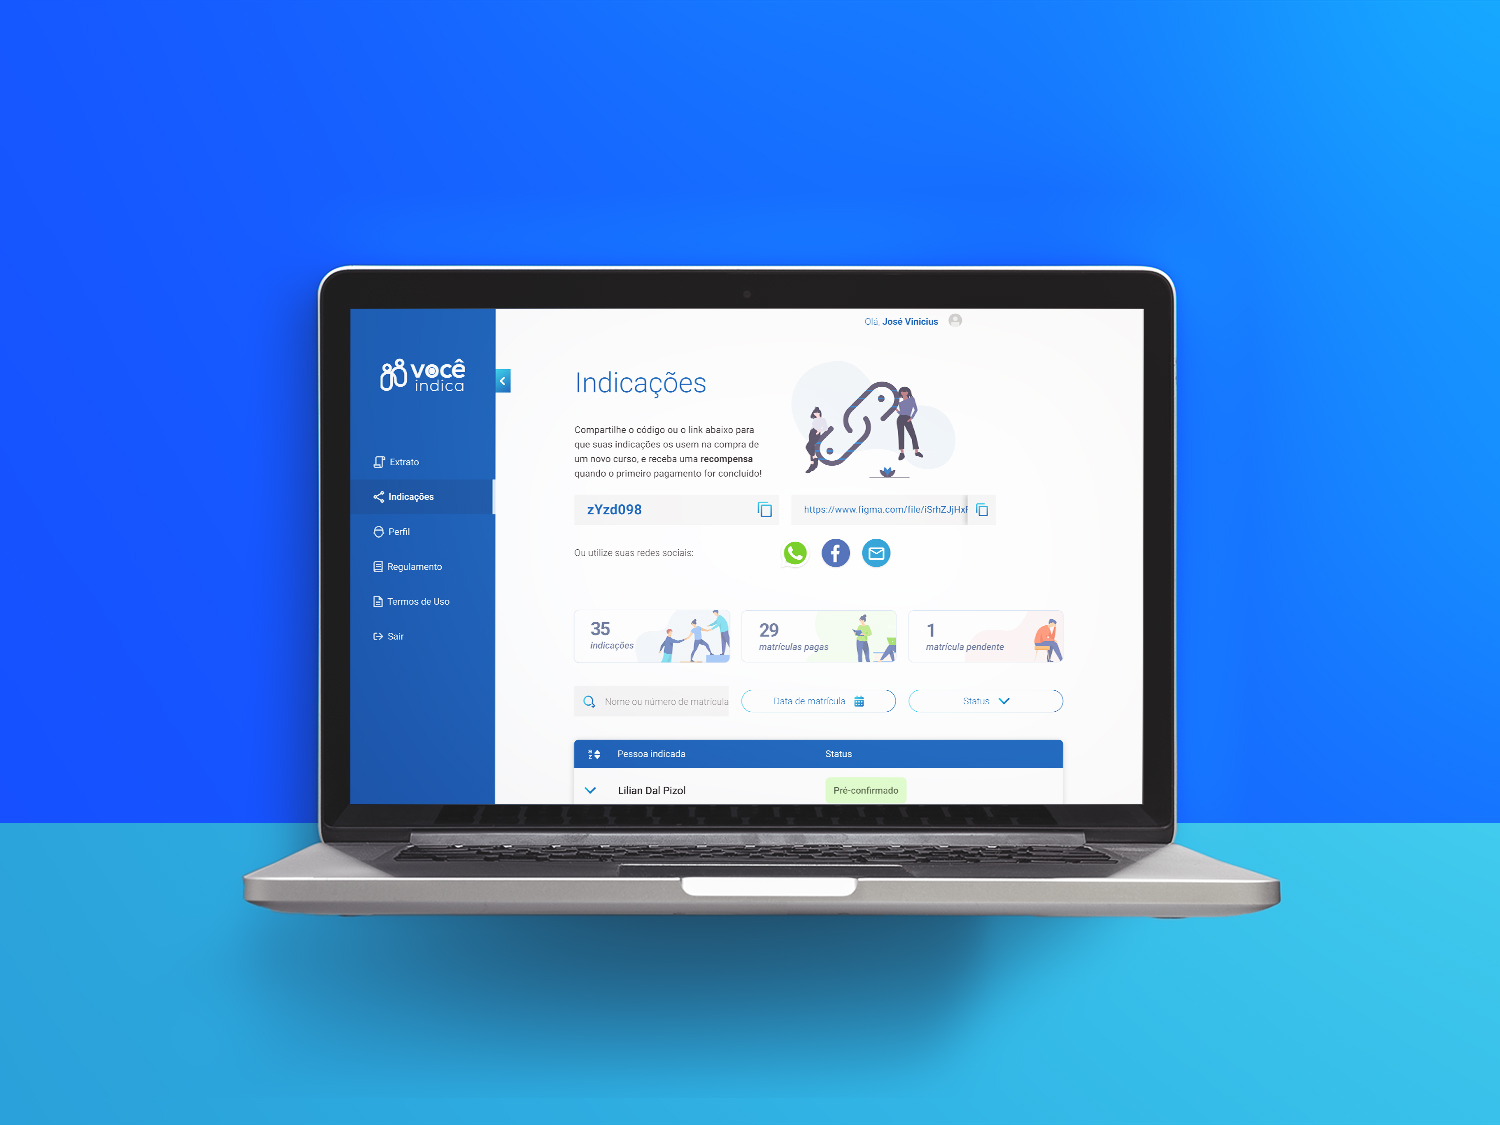 Olá, José Vinicius
você
indica
Extrato
Indicações
Perfil
Regulamento
Termos de Uso
Sair
Indicações
Compartilhe o código ou o link abaixo para
que suas indicações os usem na compra de
um novo curso, e receba uma recompensa
quando o primeiro pagamento for concluído!
zYzd098
https://www.figma.com/file/iSrhZJjHxF
Ou utilize suas redes sociais:
35
indicações
29
matrículas pagas
1
matrícula pendente
Nome ou número de matrícula
Data de matrícula
Status
Pessoa indicada
Status
Lilian Dal Pizol
Pré-confirmado